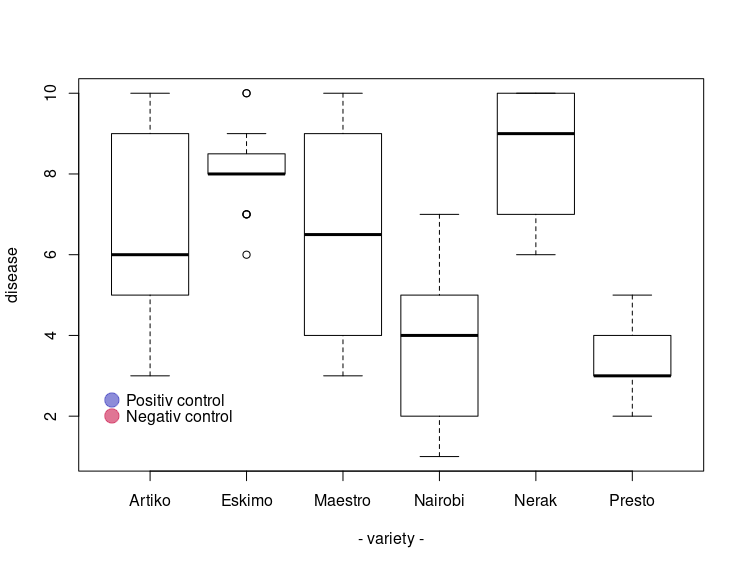 10
8
6
4
2
disease
Positiv control
Negativ control
Artiko Eskimo Maestro Nairobi Nerak Presto
- variety -